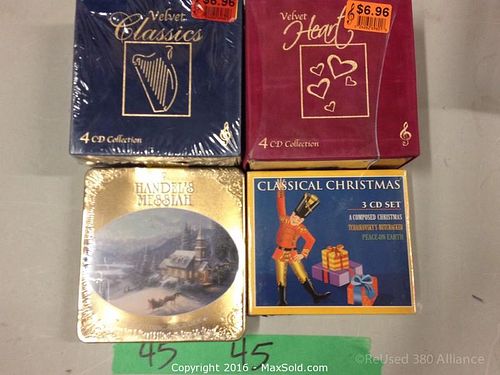 $6.96
Velvet
Classics
4 CD Collection
$6.96
Velvet
Heart
4 CD Collection
HANDEL'S
MESSIAH
CLASSICAL CHRISTMAS
3 CD SET
A COMPOSED CHRISTMAS
TCHAIKOVSKY'S NUTCRACKER
PEACE ON EARTH
45 45
©ReUsed 380 Alliance
Copyright 2016 - MaxSold.com